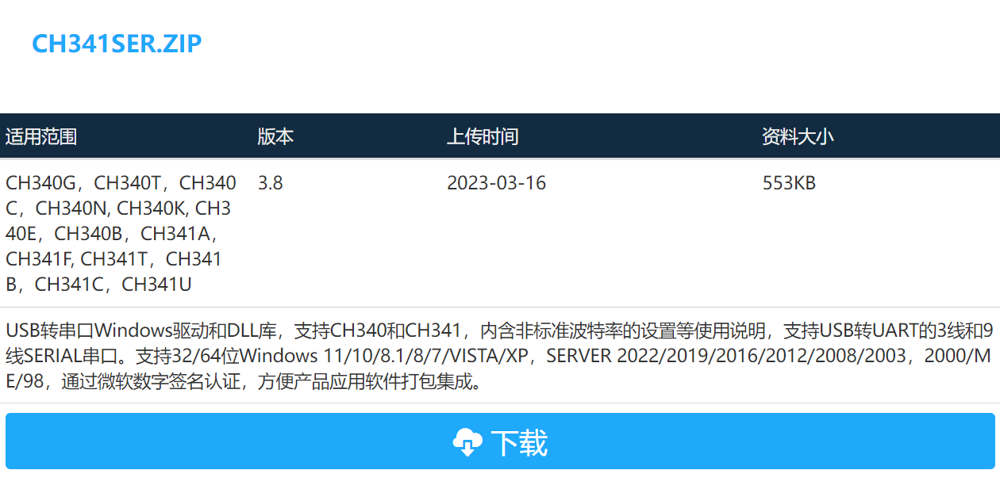 CH341SER.ZIP
适用范围 版本 上传时间 资料大小
CH340G，CH340T，CH340 3.8 2023-03-16 553KB
C，CH340N, CH340K, CH3
40E，CH340B，CH341A，
CH341F, CH341T，CH341
B，CH341C，CH341U
USB转串口Windows驱动和DLL库，支持CH340和CH341，内含非标准波特率的设置等使用说明，支持USB转UART的3线和9
线SERIAL串口。支持32/64位Windows 11/10/8.1/8/7/VISTA/XP，SERVER 2022/2019/2016/2012/2008/2003，2000/M
E/98，通过微软数字签名认证，方便产品应用软件打包集成。
下载